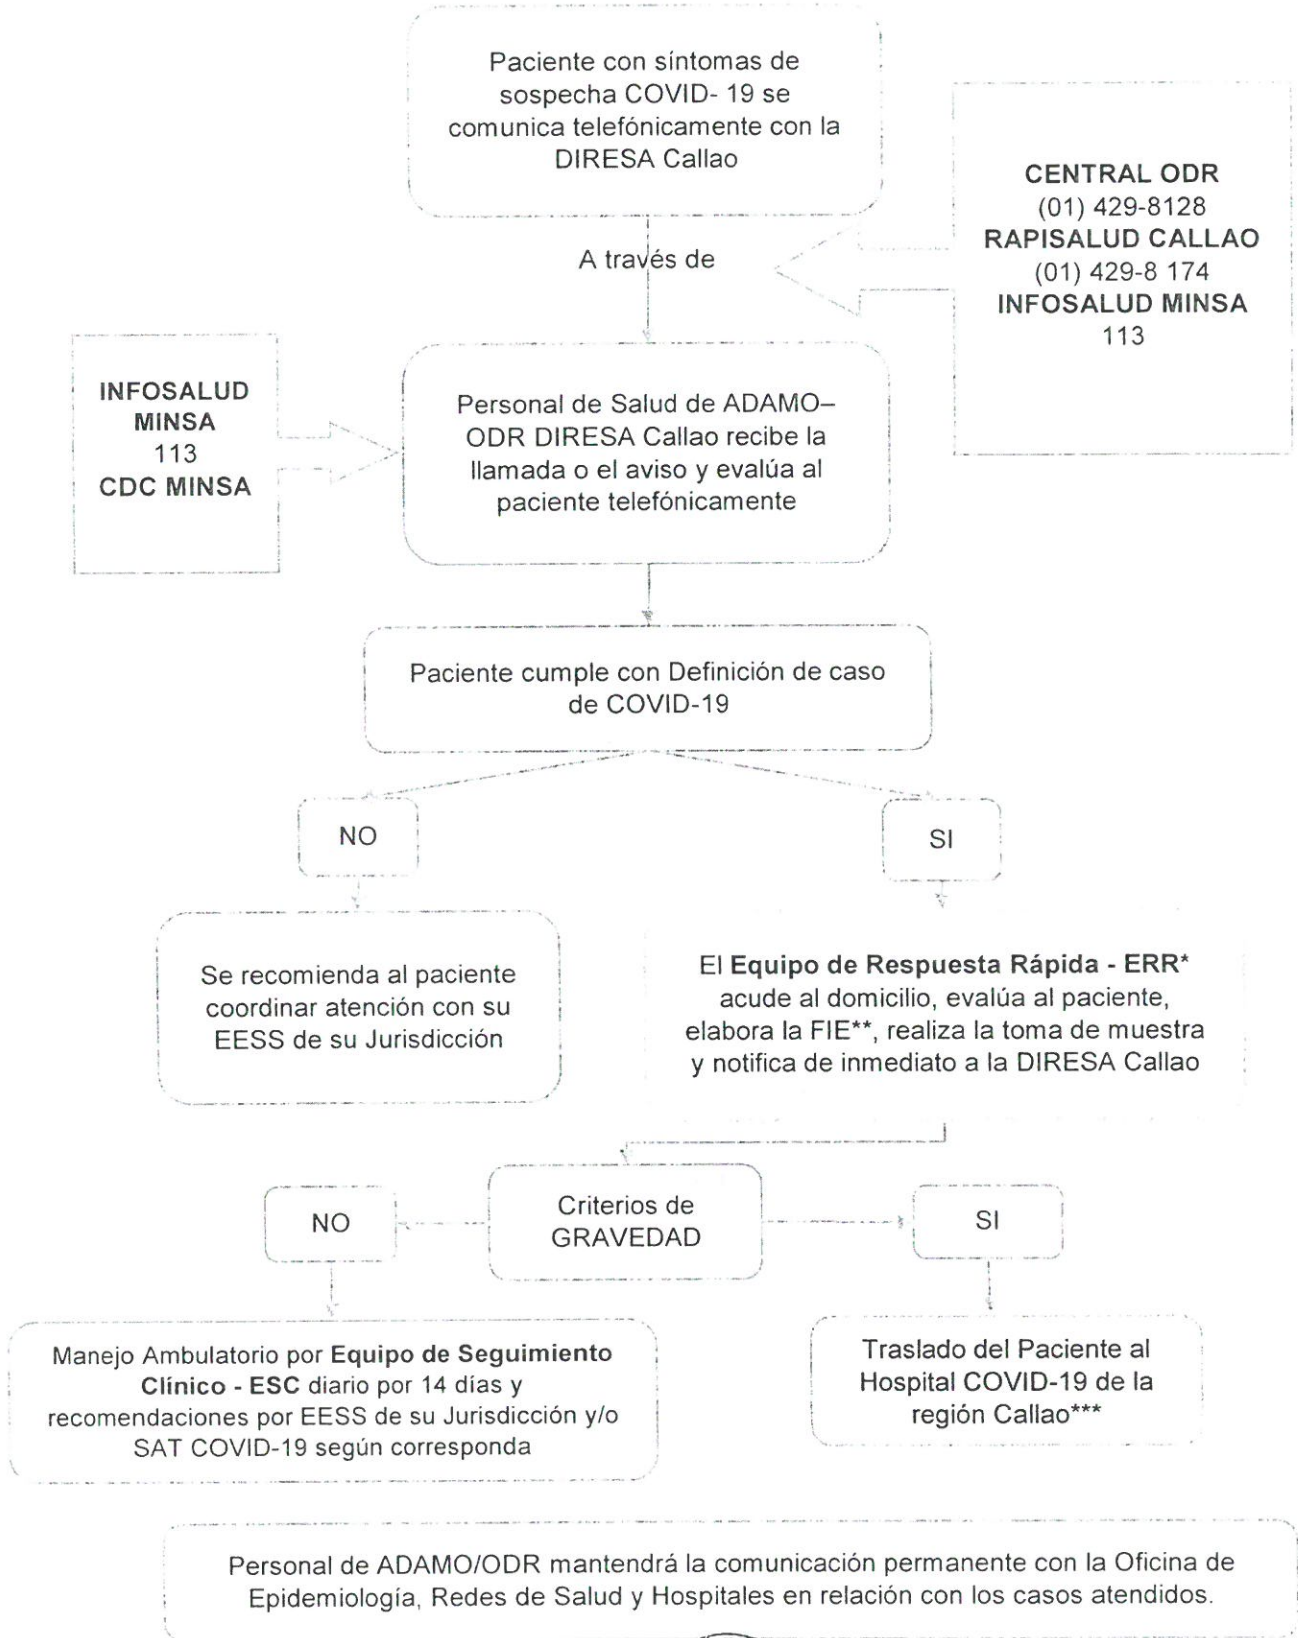 Paciente con síntomas de
sospecha COVID- 19 se
comunica telefónicamente con la
DIRESA Callao
A través de
CENTRAL ODR
(01) 429-8128
RAPISALUD CALLAO
(01) 429-8 174
INFOSALUD MINSA
113
INFOSALUD
MINSA
113
CDC MINSA
Personal de Salud de ADAMO–
ODR DIRESA Callao recibe la
llamada o el aviso y evalúa al
paciente telefónicamente
Paciente cumple con Definición de caso
de COVID-19
NO
SI
Se recomienda al paciente
coordinar atención con su
EESS de su Jurisdicción
El Equipo de Respuesta Rápida - ERR*
acude al domicilio, evalúa al paciente,
elabora la FIE**, realiza la toma de muestra
y notifica de inmediato a la DIRESA Callao
NO
Criterios de
GRAVEDAD
SI
Manejo Ambulatorio por Equipo de Seguimiento
Clínico - ESC diario por 14 días y
recomendaciones por EESS de su Jurisdicción y/o
SAT COVID-19 según corresponda
Traslado del Paciente al
Hospital COVID-19 de la
región Callao***
Personal de ADAMO/ODR mantendrá la comunicación permanente con la Oficina de
Epidemiología, Redes de Salud y Hospitales en relación con los casos atendidos.